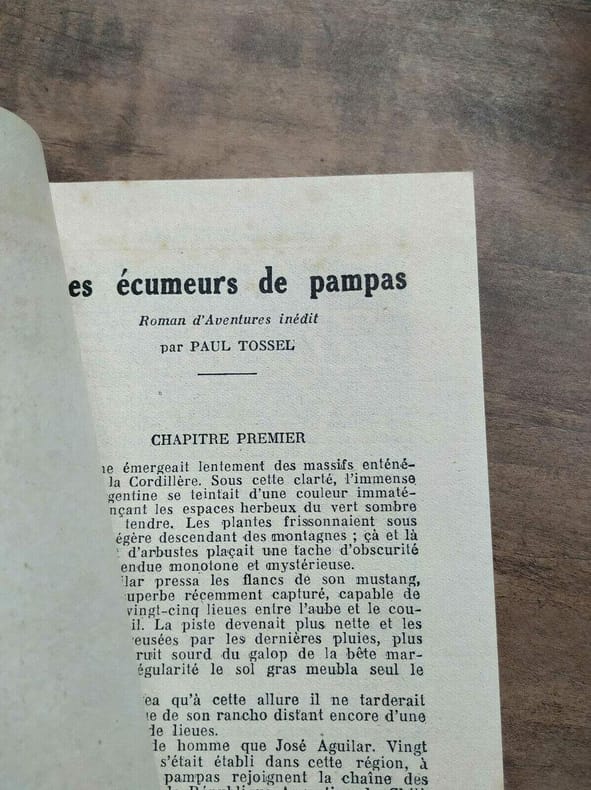 es écumeurs de pampas
Roman d'Aventures inédit
par PAUL TOSSEL
CHAPITRE PREMIER
ne émergeait lentement des massifs enténé-
la Cordillère. Sous cette clarté, l'immense
gentine se teintait d'une couleur immaté-
nçant les espaces herbeux du vert sombre
tendre. Les plantes frissonnaient sous
égère descendant des montagnes ; çà et là
d'arbustes plaçait une tache d'obscurité
endue monotone et mystérieuse.
lar pressa les flancs de son mustang,
uperbe récemment capturé, capable de
vingt-cinq lieues entre l'aube et le cou-
il. La piste devenait plus nette et les
eusées par les dernières pluies, plus
ruit sourd du galop de la bête mar-
égularité le sol gras meubla seul le
ea qu'à cette allure il ne tarderait
e de son rancho distant encore d'une
de lieues.
le homme que José Aguilar. Vingt
s'était établi dans cette région, à
pampas rejoignent la chaîne des